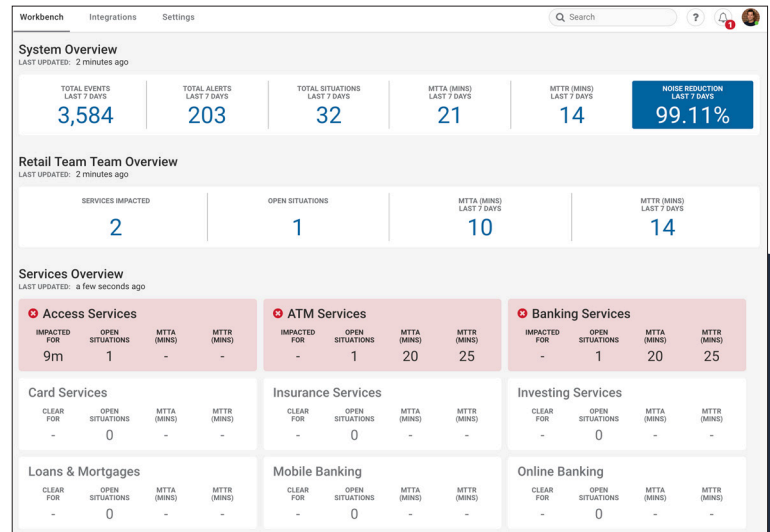 Workbench Integrations Settings Search ? 1
System Overview
LAST UPDATED: 2 minutes ago
TOTAL EVENTS LAST 7 DAYS
3,584
TOTAL ALERTS LAST 7 DAYS
203
TOTAL SITUATIONS LAST 7 DAYS
32
MTTA (MINS) LAST 7 DAYS
21
MTTR (MINS) LAST 7 DAYS
14
NOISE REDUCTION LAST 7 DAYS
99.11%
Retail Team Team Overview
LAST UPDATED: 2 minutes ago
SERVICES IMPACTED
2
OPEN SITUATIONS
1
MTTA (MINS) LAST 7 DAYS
10
MTTR (MINS) LAST 7 DAYS
14
Services Overview
LAST UPDATED: a few seconds ago
Access Services
IMPACTED FOR OPEN SITUATIONS MTTA (MINS) MTTR (MINS)
9m 1 - -
ATM Services
IMPACTED FOR OPEN SITUATIONS MTTA (MINS) MTTR (MINS)
- 1 20 25
Banking Services
IMPACTED FOR OPEN SITUATIONS MTTA (MINS) MTTR (MINS)
- 1 20 25
Card Services
CLEAR FOR OPEN SITUATIONS MTTA (MINS) MTTR (MINS)
- 0 - -
Insurance Services
CLEAR FOR OPEN SITUATIONS MTTA (MINS) MTTR (MINS)
- 0 - -
Investing Services
CLEAR FOR OPEN SITUATIONS MTTA (MINS) MTTR (MINS)
- 0 - -
Loans & Mortgages
CLEAR FOR OPEN SITUATIONS MTTA (MINS) MTTR (MINS)
- 0 - -
Mobile Banking
CLEAR FOR OPEN SITUATIONS MTTA (MINS) MTTR (MINS)
- 0 - -
Online Banking
CLEAR FOR OPEN SITUATIONS MTTA (MINS) MTTR (MINS)
- 0 - -